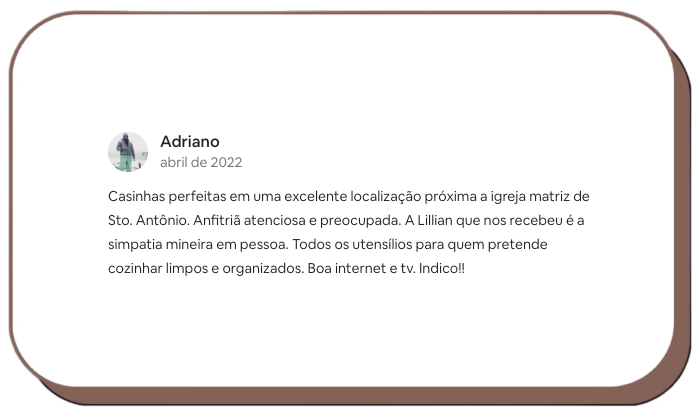 Adriano
abril de 2022
Casinhas perfeitas em uma excelente localização próxima a igreja matriz de
Sto. Antônio. Anfitriã atenciosa e preocupada. A Lillian que nos recebeu é a
simpatia mineira em pessoa. Todos os utensílios para quem pretende
cozinhar limpos e organizados. Boa internet e tv. Indico!!